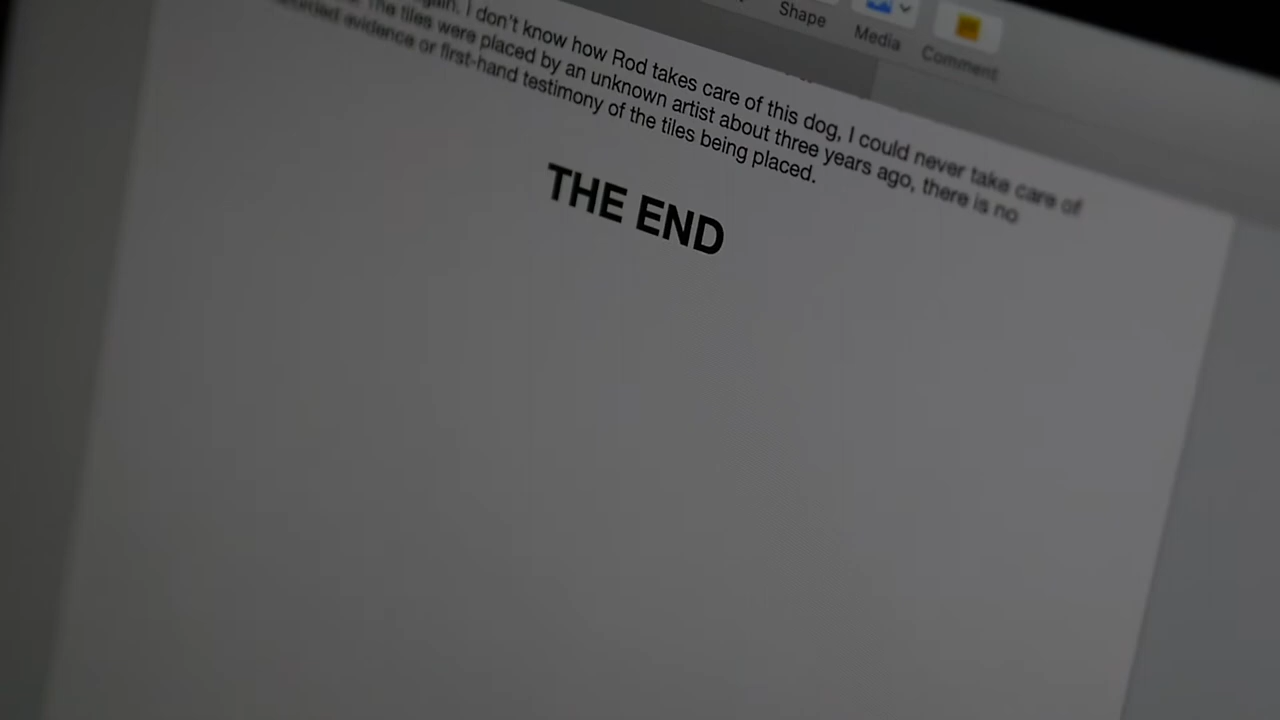 Shape
Media
Comment
I don't know how Rod takes care of this dog, I could never take care of
The tiles were placed by an unknown artist about three years ago, there is no
evidence or first-hand testimony of the tiles being placed.
THE END